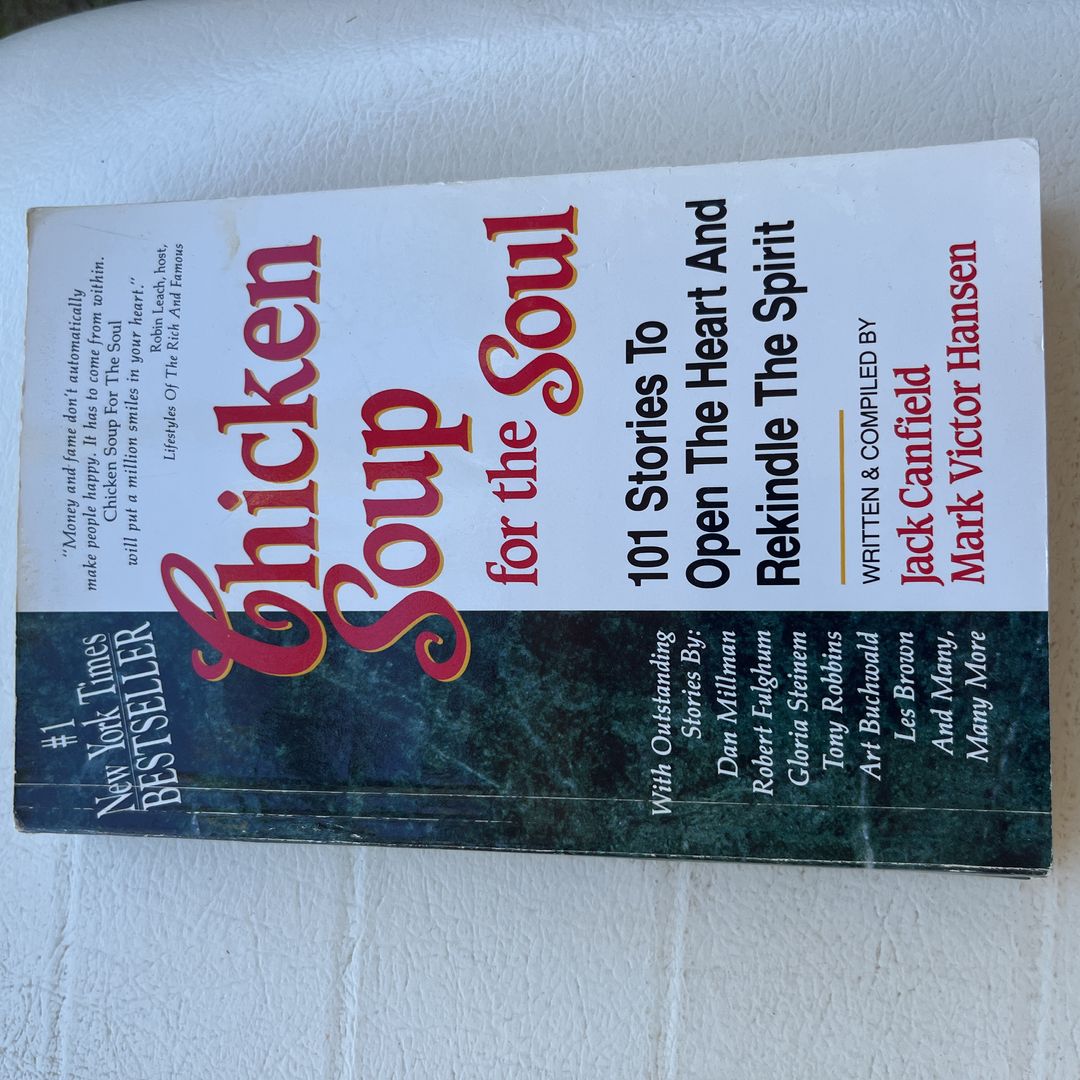 #1
New York Times
BESTSELLER
"Money and fame don't automatically
make people happy. It has to come from within.
Chicken Soup For The Soul
will put a million smiles in your heart."
Robin Leach, host,
Lifestyles Of The Rich And Famous
Chicken
Soup
for the Soul
101 Stories To
Open The Heart And
Rekindle The Spirit
With Outstanding
Stories By:
Dan Millman
Robert Fulghum
Gloria Steinem
Tony Robbins
Art Buchwald
Les Brown
And Many,
Many More
WRITTEN & COMPILED BY
Jack Canfield
Mark Victor Hansen